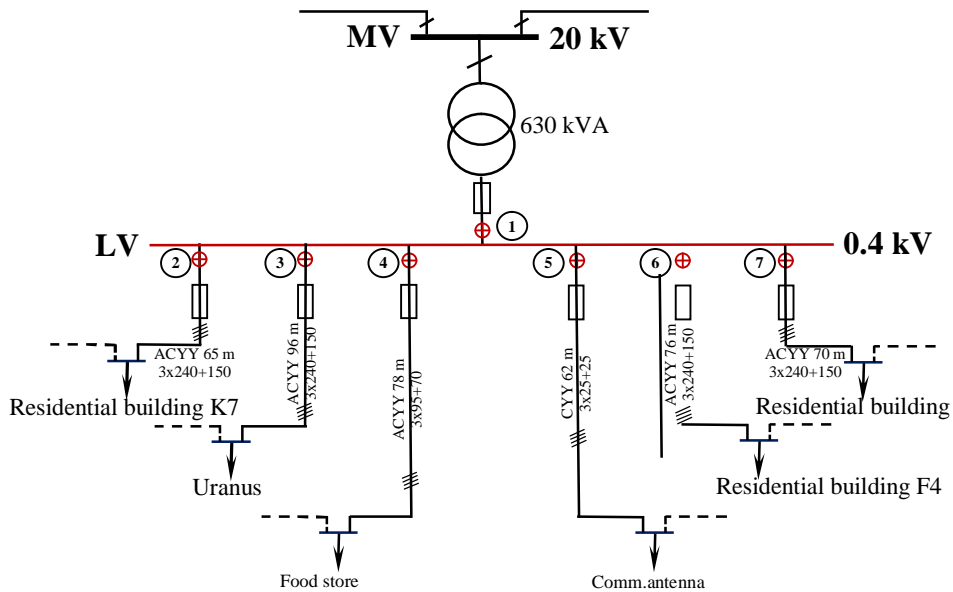 MV 20 kV
630 kVA
1
LV 0.4 kV
2 3 4 5 6 7
ACYY 65 m
3x240+150
ACYY 96 m
3x240+150
ACYY 78 m
3x95+70
CYY 62 m
3x25+25
ACYY 76 m
3x240+150
ACYY 70 m
3x240+150
Residential building K7
Residential building
Uranus
Residential building F4
Food store
Comm.antenna